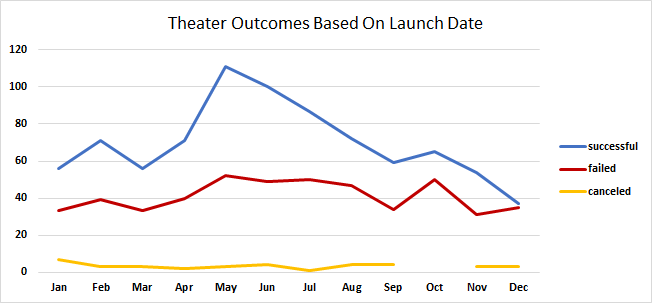 Theater Outcomes Based On Launch Date
120
100
80
60
40
20
0
Jan Feb Mar Apr May Jun Jul Aug Sep Oct Nov Dec
successful
failed
canceled